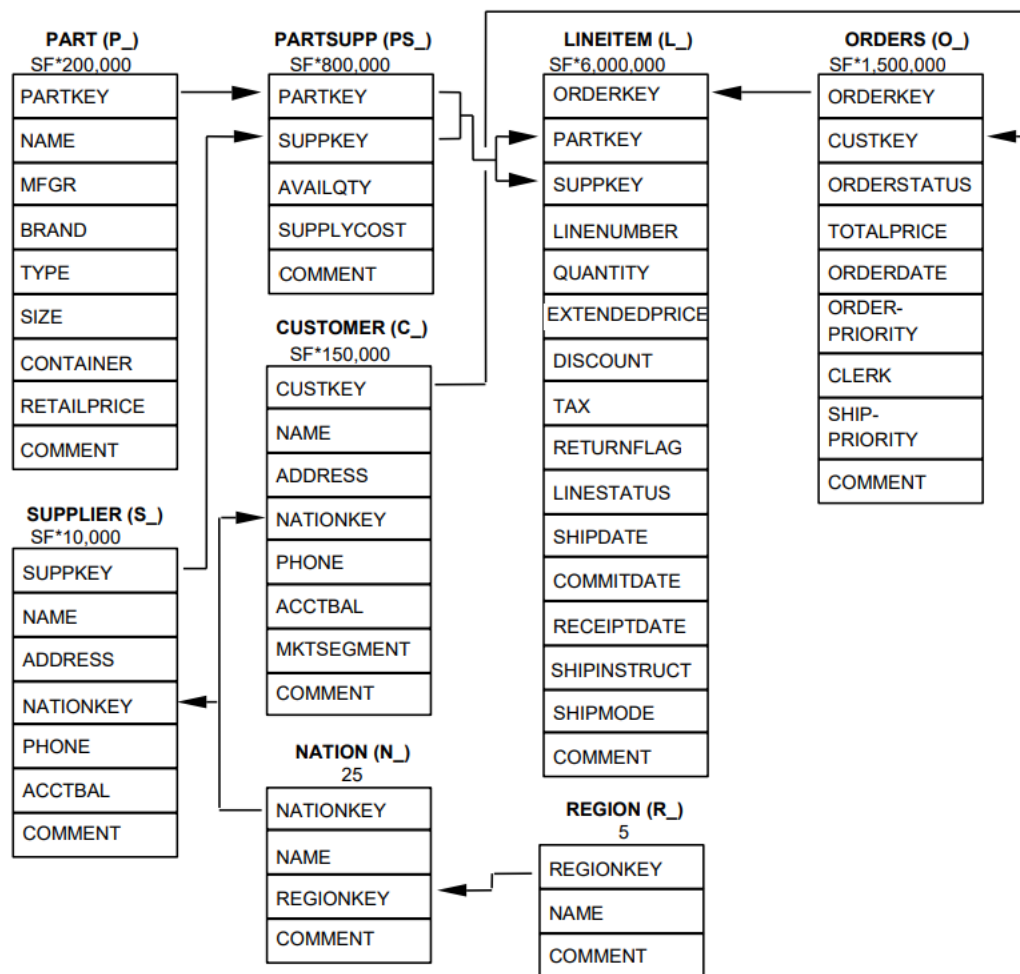 PART (P_)
SF*200,000
PARTKEY
NAME
MFGR
BRAND
TYPE
SIZE
CONTAINER
RETAILPRICE
COMMENT
SUPPLIER (S_)
SF*10,000
SUPPKEY
NAME
ADDRESS
NATIONKEY
PHONE
ACCTBAL
COMMENT
PARTSUPP (PS_)
SF*800,000
PARTKEY
SUPPKEY
AVAILQTY
SUPPLYCOST
COMMENT
CUSTOMER (C_)
SF*150,000
CUSTKEY
NAME
ADDRESS
NATIONKEY
PHONE
ACCTBAL
MKTSEGMENT
COMMENT
NATION (N_)
25
NATIONKEY
NAME
REGIONKEY
COMMENT
LINEITEM (L_)
SF*6,000,000
ORDERKEY
PARTKEY
SUPPKEY
LINENUMBER
QUANTITY
EXTENDEDPRICE
DISCOUNT
TAX
RETURNFLAG
LINESTATUS
SHIPDATE
COMMITDATE
RECEIPTDATE
SHIPINSTRUCT
SHIPMODE
COMMENT
REGION (R_)
5
REGIONKEY
NAME
COMMENT
ORDERS (O_)
SF*1,500,000
ORDERKEY
CUSTKEY
ORDERSTATUS
TOTALPRICE
ORDERDATE
ORDER-
PRIORITY
CLERK
SHIP-
PRIORITY
COMMENT